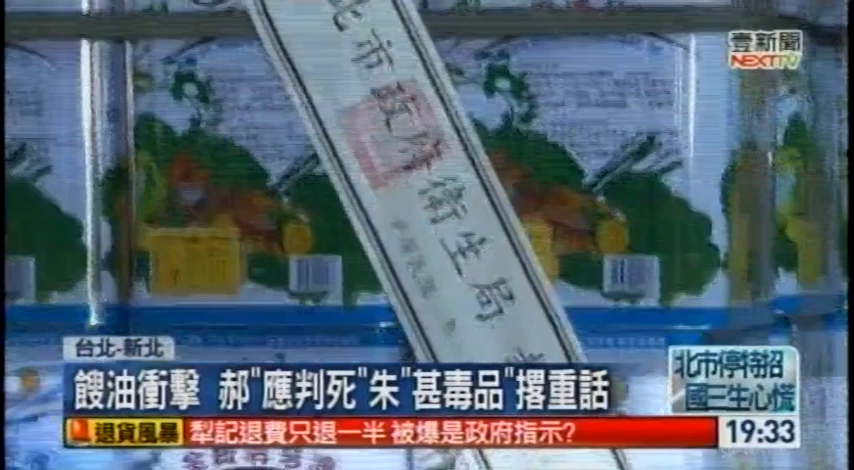 北市政府衛生局
壹新聞
NEXTTV
台北-新北
餿油衝擊 郝"應判死"朱"甚毒品"撂重話
北市停特招
國三生心慌
退貨風暴 犁記退費只退一半 被爆是政府指示?
19:33